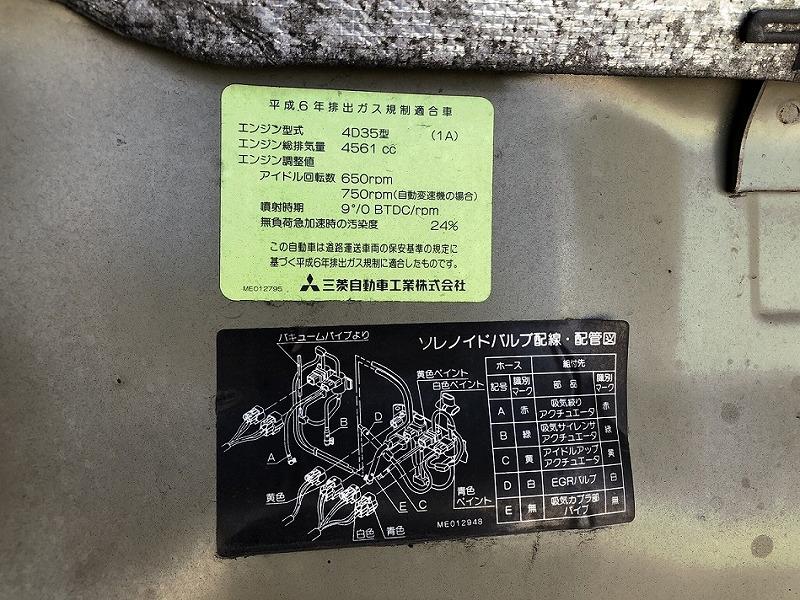 平成6年排出ガス規制適合車
エンジン型式 4D35型 (1A)
エンジン総排気量 4561 cc
エンジン調整値
アイドル回転数 650rpm
750rpm(自動変速機の場合)
噴射時期 9°/0 BTDC/rpm
無負荷急加速時の汚染度 24%
この自動車は道路運送車両の保安基準の規定に
基づく平成6年排出ガス規制に適合したものです。
ME012795 三菱自動車工業株式会社
ソレノイドバルブ配線・配管図
バキュームパイプより
黄色ペイント
白色ペイント
A
B
D
E C
黄色
白色 青色
青色
ペイント
ME012948
ホース 組付先
記号 識別マーク 部品 識別マーク
A 赤 吸気絞りアクチュエータ 赤
B 緑 吸気サイレンサアクチュエータ 緑
C 黄 アイドルアップアクチュエータ 黄
D 白 EGRバルブ 白
E 無 吸気カプラ部パイプ 無